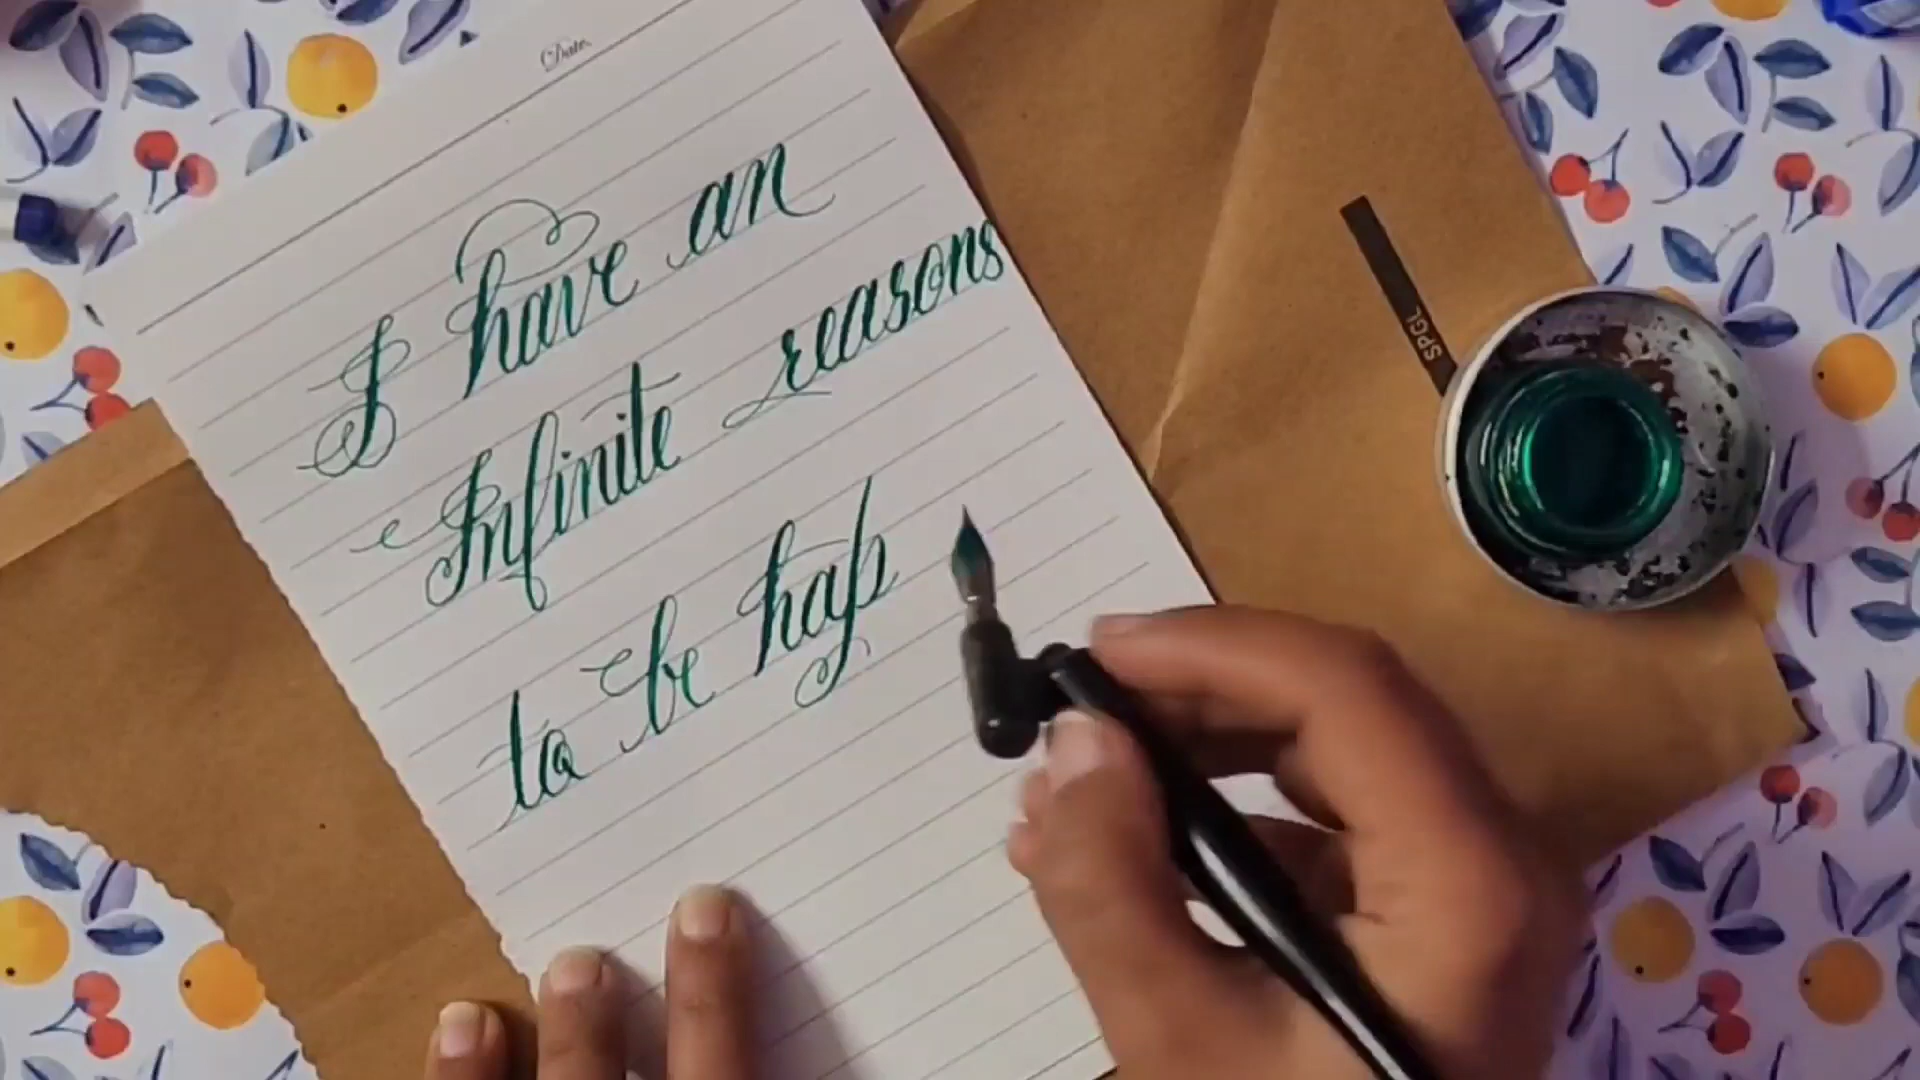 Date.
I have an
Infinite reasons
to be hap
SPGL